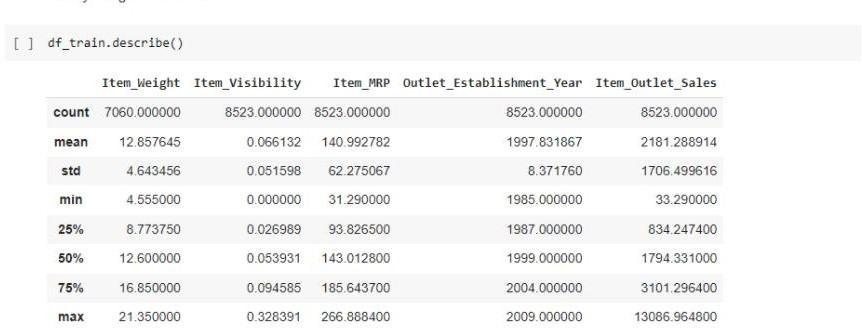 [ ] df_train.describe()
Item_Weight Item_Visibility Item_MRP Outlet_Establishment_Year Item_Outlet_Sales
count 7060.000000 8523.000000 8523.000000 8523.000000 8523.000000
mean 12.857645 0.066132 140.992782 1997.831867 2181.288914
std 4.643456 0.051598 62.275067 8.371760 1706.499616
min 4.555000 0.000000 31.290000 1985.000000 33.290000
25% 8.773750 0.026989 93.826500 1987.000000 834.247400
50% 12.600000 0.053931 143.012800 1999.000000 1794.331000
75% 16.850000 0.094585 185.643700 2004.000000 3101.296400
max 21.350000 0.328391 266.888400 2009.000000 13086.964800